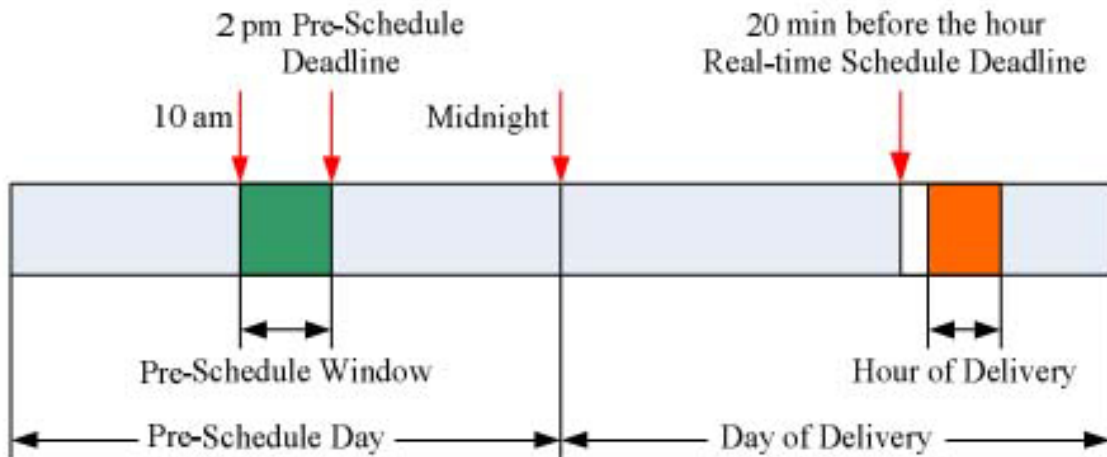 2 pm Pre-Schedule
Deadline
20 min before the hour
Real-time Schedule Deadline
10 am
Midnight
Pre-Schedule Window
Hour of Delivery
Pre-Schedule Day
Day of Delivery